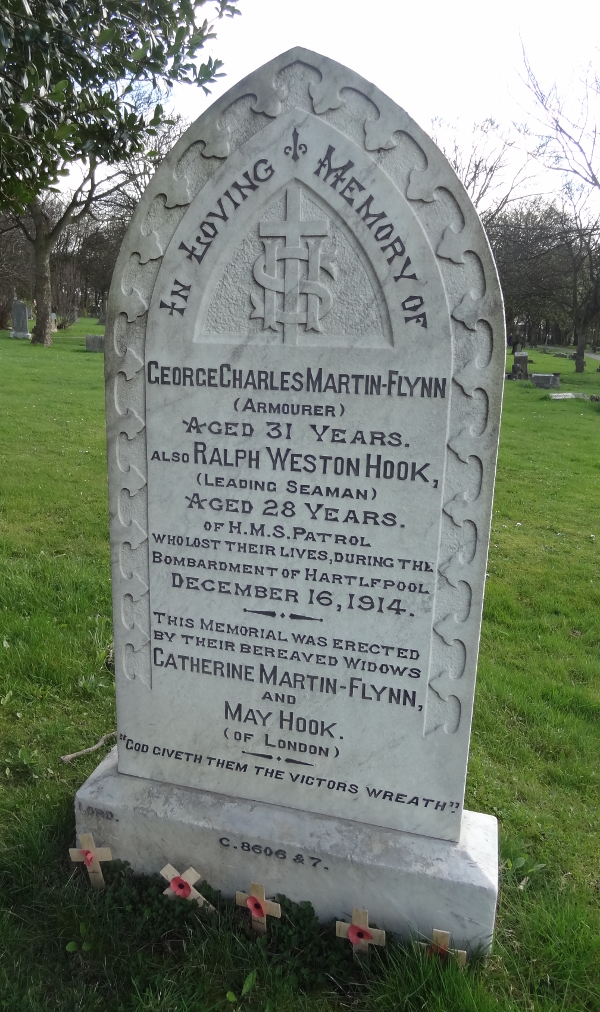 In Loving Memory of
IHS
George Charles Martin-Flynn
(Armourer)
Aged 31 Years.
also Ralph Weston Hook,
(Leading Seaman)
Aged 28 Years.
of H.M.S. Patrol
who lost their lives, during the
Bombardment of Hartlepool
December 16, 1914.
This Memorial was erected
by their bereaved Widows
Catherine Martin-Flynn,
and
May Hook.
(of London)
"God giveth them the victors wreath".
Lord.
C. 8606 & 7.